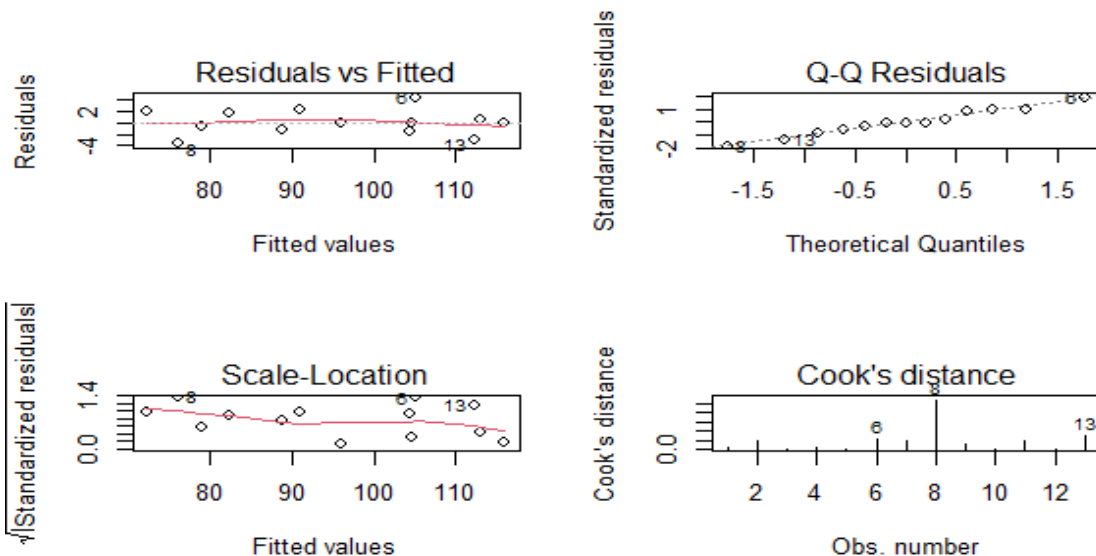 Residuals vs Fitted
Residuals
2
-4
6
8
13
80 90 100 110
Fitted values
Q-Q Residuals
Standardized residuals
1
-2
8
13
6
-1.5 -0.5 0.5 1.5
Theoretical Quantiles
Scale-Location
√|Standardized residuals|
1.4
0.0
8
6
13
80 90 100 110
Fitted values
Cook's distance
Cook's distance
0.0
6
8
13
2 4 6 8 10 12
Obs. number